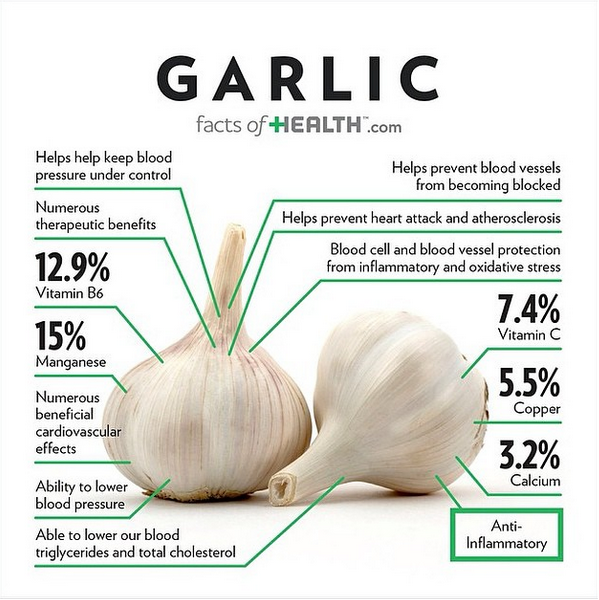 GARLIC
facts of +HEALTH™.com
Helps help keep blood
pressure under control
Numerous
therapeutic benefits
12.9%
Vitamin B6
15%
Manganese
Numerous
beneficial
cardiovascular
effects
Ability to lower
blood pressure
Able to lower our blood
triglycerides and total cholesterol
Helps prevent blood vessels
from becoming blocked
Helps prevent heart attack and atherosclerosis
Blood cell and blood vessel protection
from inflammatory and oxidative stress
7.4%
Vitamin C
5.5%
Copper
3.2%
Calcium
Anti-
Inflammatory